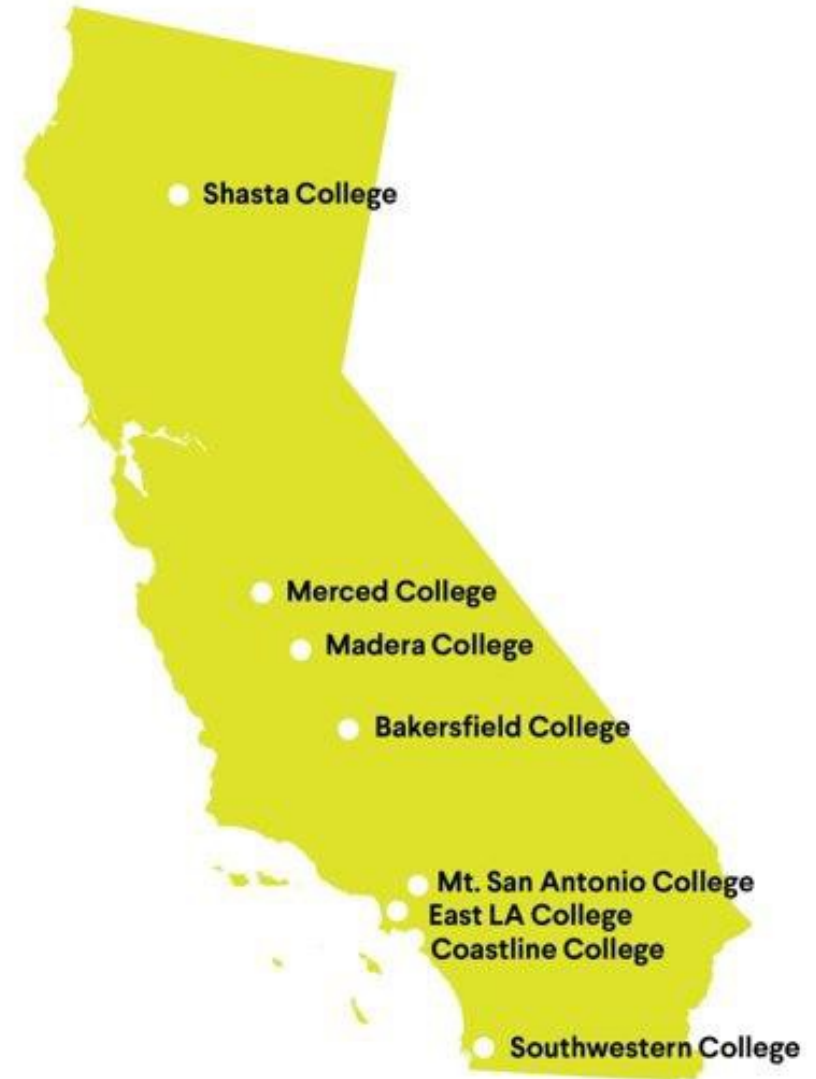 Shasta College
Merced College
Madera College
Bakersfield College
Mt. San Antonio College
East LA College
Coastline College
Southwestern College